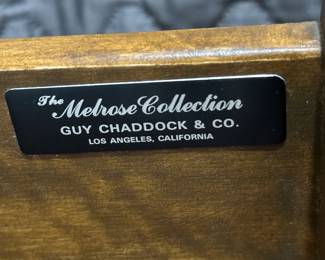 The Melrose Collection
GUY CHADDOCK & CO.
LOS ANGELES, CALIFORNIA